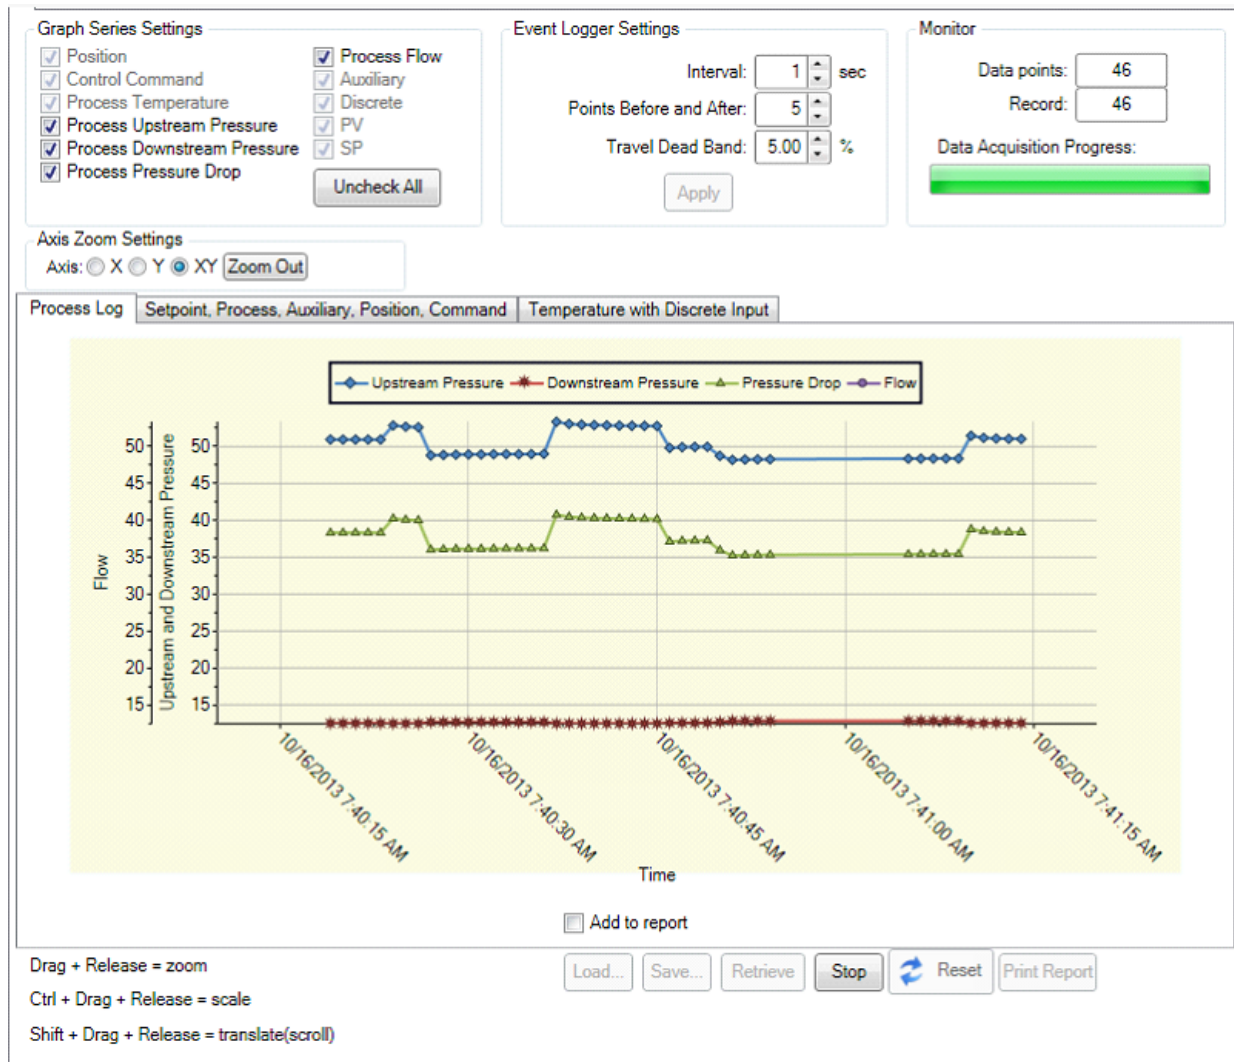 Graph Series Settings
Position
Control Command
Process Temperature
Process Upstream Pressure
Process Downstream Pressure
Process Pressure Drop
Process Flow
Auxiliary
Discrete
PV
SP
Uncheck All
Event Logger Settings
Interval: 1 sec
Points Before and After: 5
Travel Dead Band: 5.00 %
Apply
Monitor
Data points: 46
Record: 46
Data Acquisition Progress:
Axis Zoom Settings
Axis: X Y XY Zoom Out
Process Log Setpoint, Process, Auxiliary, Position, Command Temperature with Discrete Input
Upstream Pressure Downstream Pressure Pressure Drop Flow
Flow
50
45
40
35
30
25
20
15
Upstream and Downstream Pressure
50
45
40
35
30
25
20
15
10/16/2013 7:40:15 AM
10/16/2013 7:40:30 AM
10/16/2013 7:40:45 AM
10/16/2013 7:41:00 AM
10/16/2013 7:41:15 AM
Time
Add to report
Load... Save... Retrieve Stop Reset Print Report
Drag + Release = zoom
Ctrl + Drag + Release = scale
Shift + Drag + Release = translate(scroll)